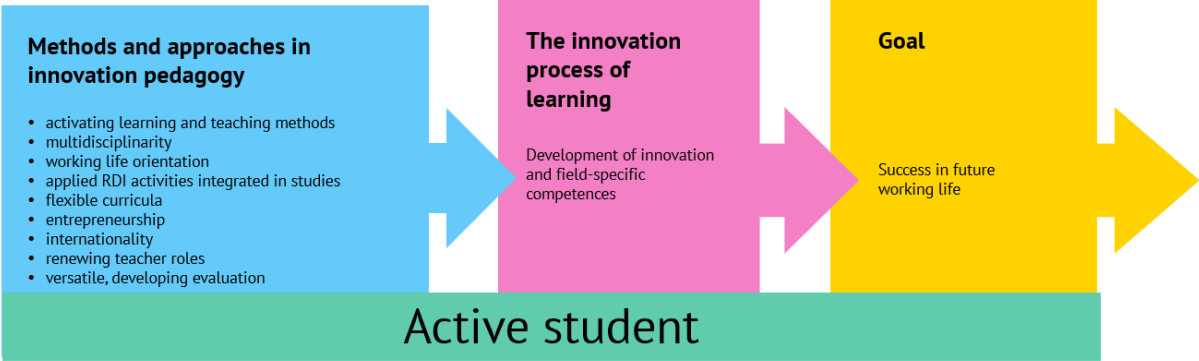 Methods and approaches in
innovation pedagogy
• activating learning and teaching methods
• multidisciplinarity
• working life orientation
• applied RDI activities integrated in studies
• flexible curricula
• entrepreneurship
• internationality
• renewing teacher roles
• versatile, developing evaluation
The innovation
process of
learning
Development of innovation
and field-specific
competences
Goal
Success in future
working life
Active student